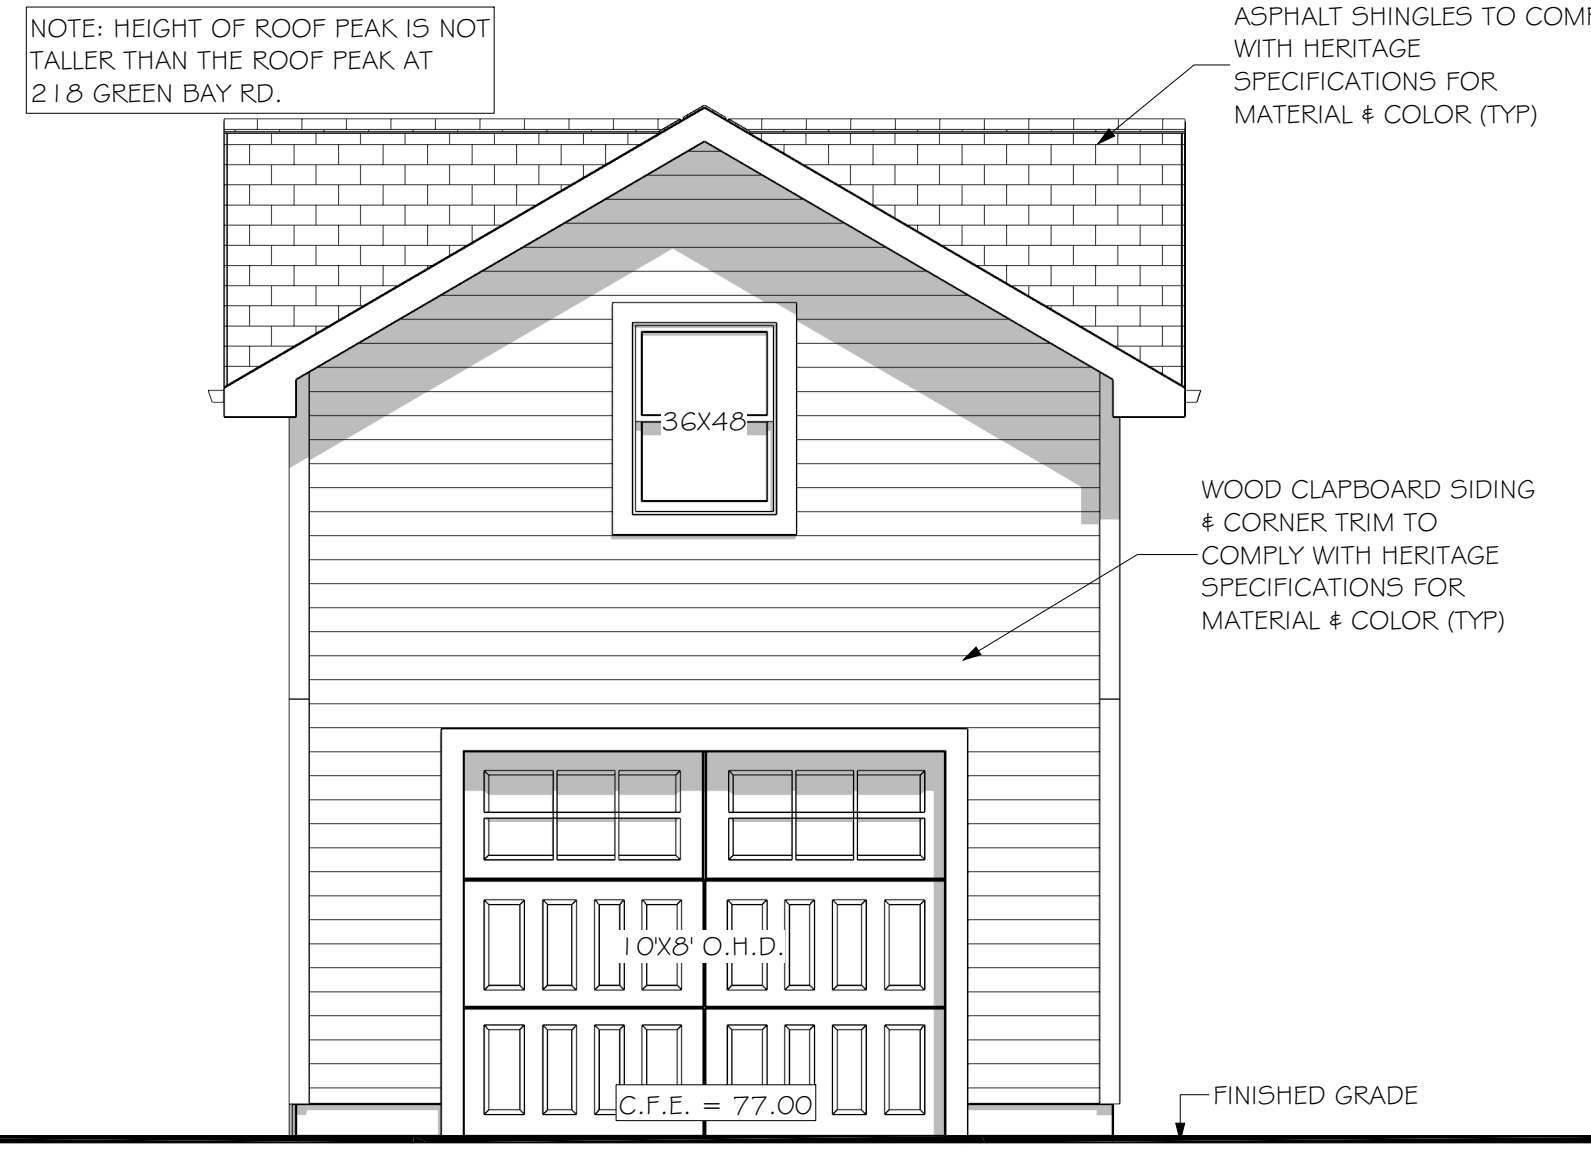 NOTE: HEIGHT OF ROOF PEAK IS NOT
TALLER THAN THE ROOF PEAK AT
218 GREEN BAY RD.
ASPHALT SHINGLES TO
WITH HERITAGE
SPECIFICATIONS FOR
MATERIAL & COLOR (TYP)
36X48
WOOD CLAPBOARD SIDING
& CORNER TRIM TO
COMPLY WITH HERITAGE
SPECIFICATIONS FOR
MATERIAL & COLOR (TYP)
10'X8' O.H.D.
C.F.E. = 77.00
FINISHED GRADE